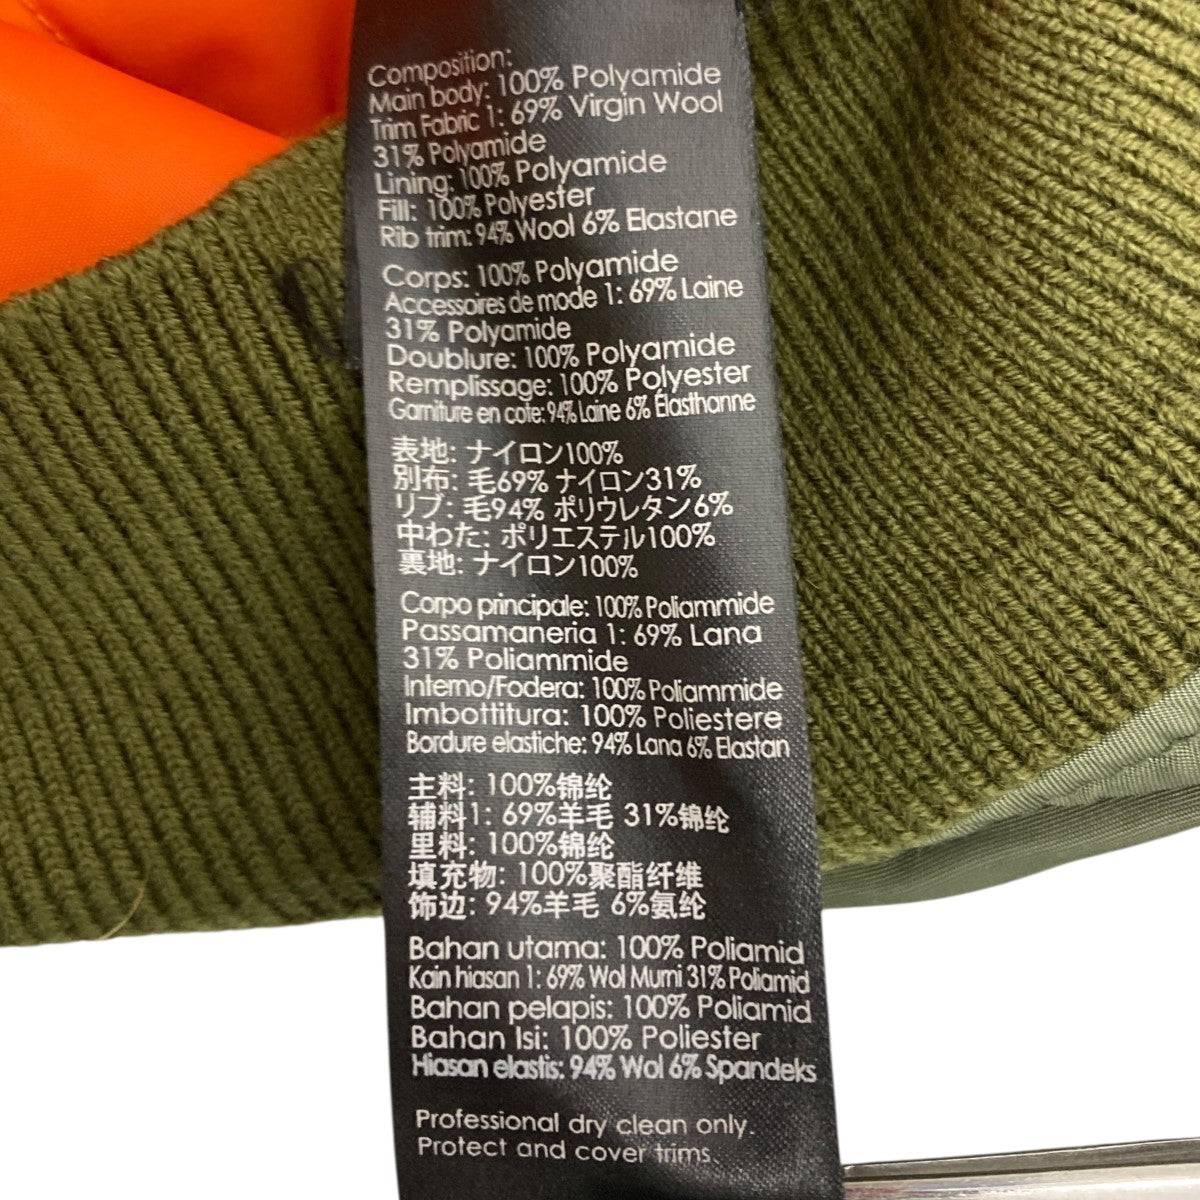 Composition:
Main body: 100% Polyamide
Trim Fabric 1: 69% Virgin Wool
31% Polyamide
Lining: 100% Polyamide
Fill: 100% Polyester
Rib trim: 94% Wool 6% Elastane
Corps: 100% Polyamide
Accessoires de mode 1: 69% Laine
31% Polyamide
Doublure: 100% Polyamide
Remplissage: 100% Polyester
Garniture en cote: 94% Laine 6% Élasthanne
表地: ナイロン100%
別布: 毛69% ナイロン31%
リブ: 毛94% ポリウレタン6%
中わた: ポリエステル100%
裏地: ナイロン100%
Corpo principale: 100% Poliammide
Passamaneria 1: 69% Lana
31% Poliammide
Interno/Fodera: 100% Poliammide
Imbottitura: 100% Poliestere
Bordure elastiche: 94% Lana 6% Elastan
主料: 100%锦纶
辅料1: 69%羊毛 31%锦纶
里料: 100%锦纶
填充物: 100%聚酯纤维
饰边: 94%羊毛 6%氨纶
Bahan utama: 100% Poliamid
Kain hiasan 1: 69% Wol Murni 31% Poliamid
Bahan pelapis: 100% Poliamid
Bahan Isi: 100% Poliester
Hiasan elastis: 94% Wol 6% Spandeks
Professional dry clean only.
Protect and cover trims.